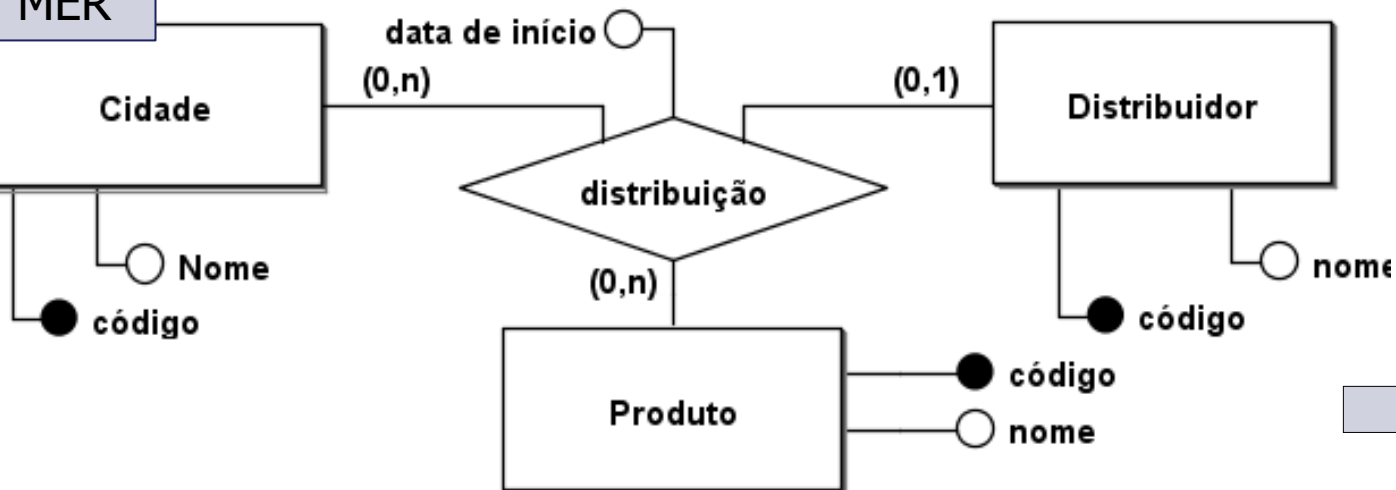 MER
data de início
(0,n)
(0,1)
Cidade
Distribuidor
distribuição
Nome
código
(0,n)
nome
código
Produto
código
nome